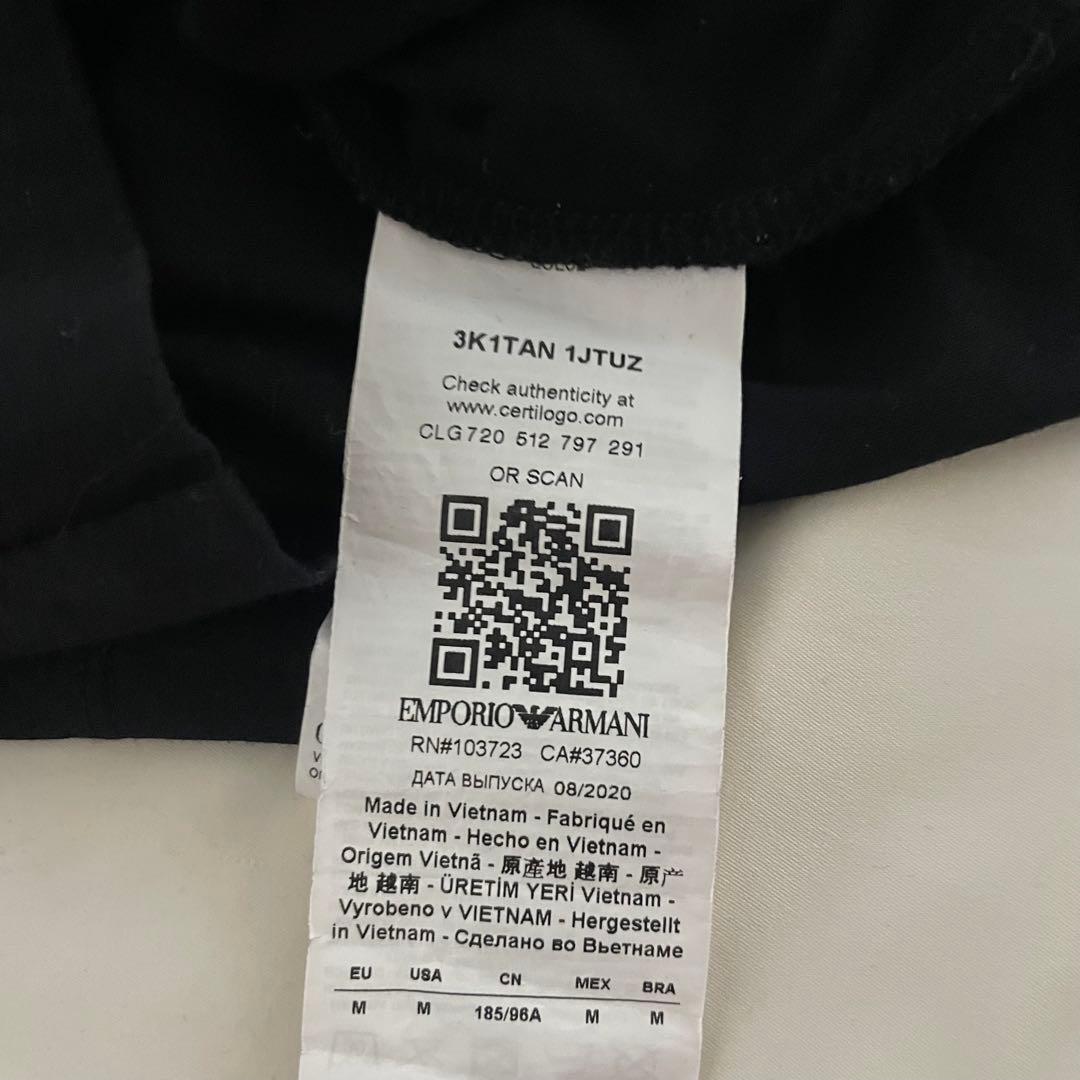 3K1TAN 1JTUZ
Check authenticity at
www.certilogo.com
CLG720 512 797 291
OR SCAN
EMPORIO ARMANI
RN#103723 CA#37360
ДАТА ВЫПУСКА 08/2020
Made in Vietnam - Fabriqué en
Vietnam - Hecho en Vietnam -
Origem Vietnã - 原產地 越南 - 原产
地 越南 - ÜRETİM YERİ Vietnam -
Vyrobeno v VIETNAM - Hergestellt
in Vietnam - Сделано во Вьетнаме
EU USA CN MEX BRA
M M 185/96A M M